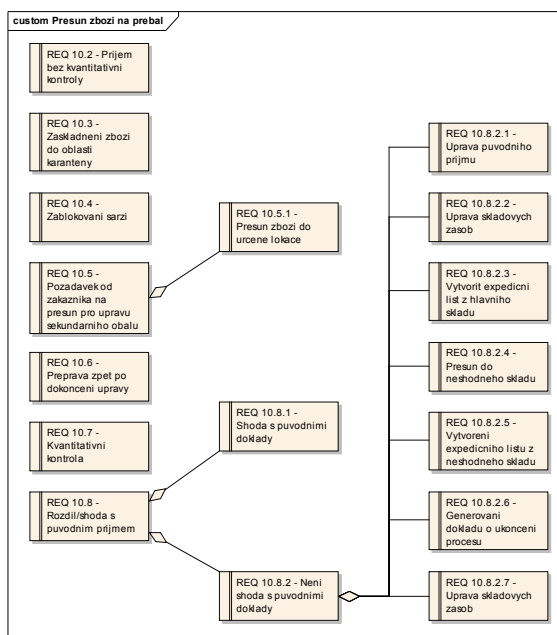 custom Presun zbozi na prebal
REQ 10.2 - Prijem
bez kvantitativni
kontroly
REQ 10.3 -
Zaskladneni zbozi
do oblasti
karanteny
REQ 10.4 -
Zablokovani sarzi
REQ 10.5 -
Pozadavek od
zakaznika na
presun pro upravu
sekundarniho obalu
REQ 10.6 -
Preprava zpet po
dokonceni upravy
REQ 10.7 -
Kvantitativni
kontrola
REQ 10.8 -
Rozdil/shoda s
puvodnim prijmem
REQ 10.5.1 -
Presun zbozi do
urcene lokace
REQ 10.8.1 -
Shoda s puvodnimi
doklady
REQ 10.8.2 - Neni
shoda s puvodnimi
doklady
REQ 10.8.2.1 -
Uprava puvodniho
prijmu
REQ 10.8.2.2 -
Uprava skladovych
zasob
REQ 10.8.2.3 -
Vytvorit expedicni
list z hlavniho
skladu
REQ 10.8.2.4 -
Presun do
neshodneho skladu
REQ 10.8.2.5 -
Vytvoreni
expedicniho listu z
neshodneho skladu
REQ 10.8.2.6 -
Generovani
dokladu o ukonceni
procesu
REQ 10.8.2.7 -
Uprava skladovych
zasob